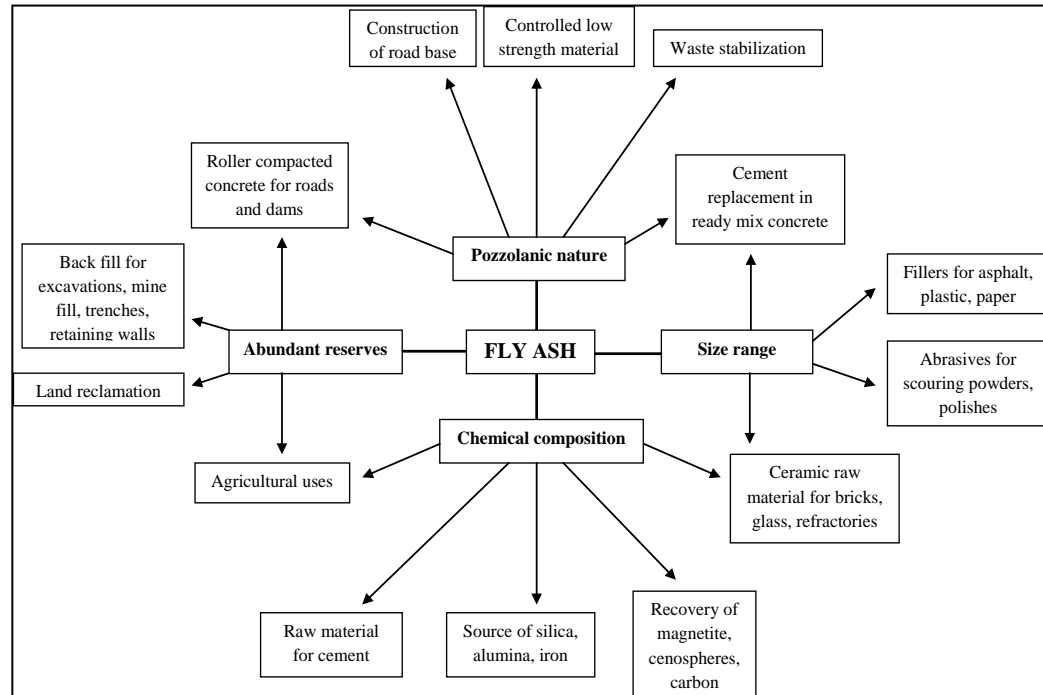 Construction
of road base
Controlled low
strength material
Waste stabilization
Roller compacted
concrete for roads
and dams
Cement
replacement in
ready mix concrete
Pozzolanic nature
Back fill for
excavations, mine
fill, trenches,
retaining walls
Fillers for asphalt,
plastic, paper
Abundant reserves
FLY ASH
Size range
Abrasives for
scouring powders,
polishes
Land reclamation
Chemical composition
Agricultural uses
Ceramic raw
material for bricks,
glass, refractories
Raw material
for cement
Source of silica,
alumina, iron
Recovery of
magnetite,
cenospheres,
carbon